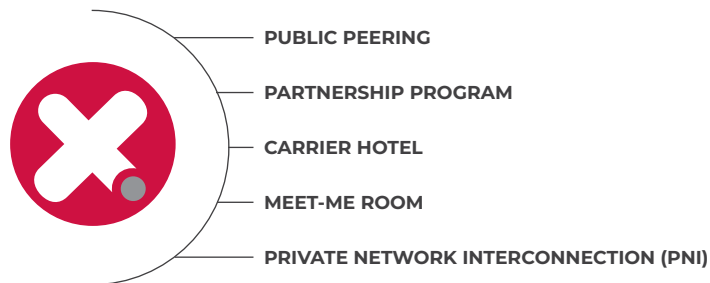 PUBLIC PEERING
PARTNERSHIP PROGRAM
CARRIER HOTEL
MEET-ME ROOM
PRIVATE NETWORK INTERCONNECTION (PNI)